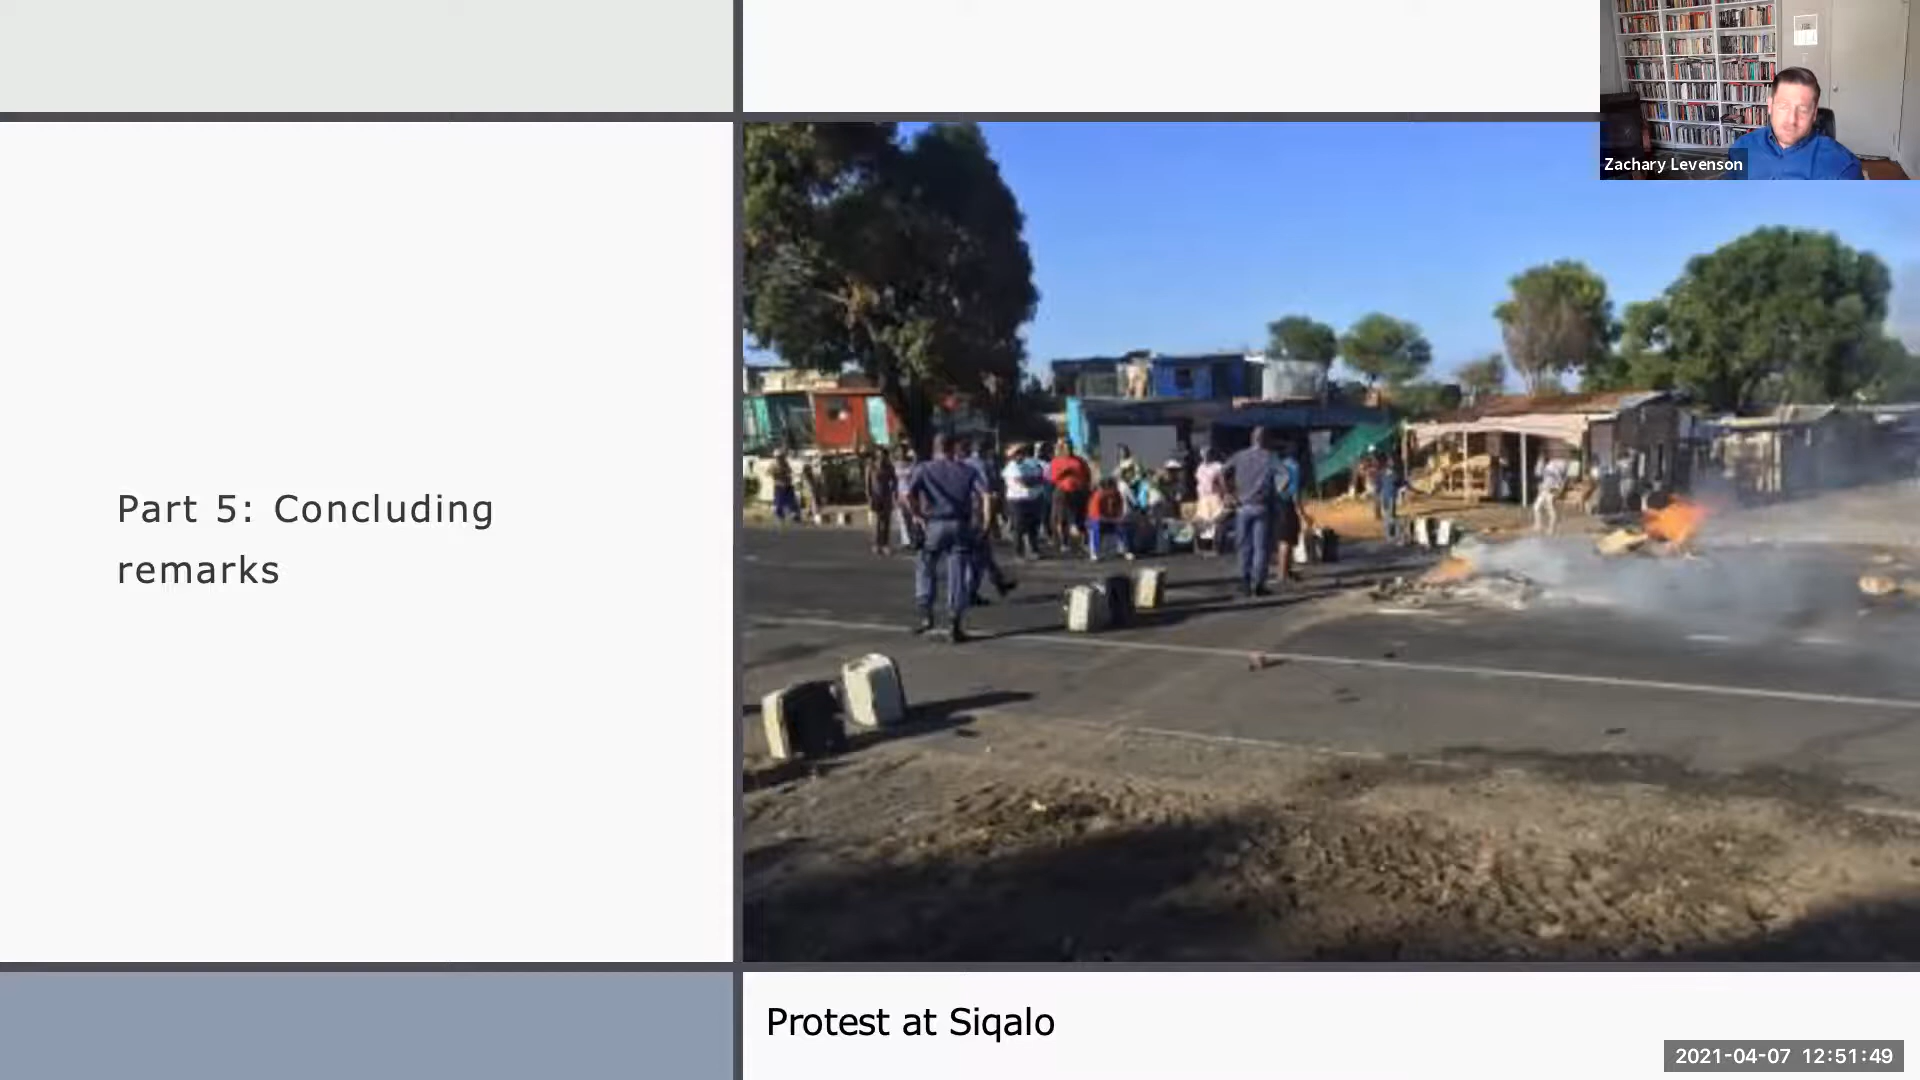 Zachary Levenson
Part 5: Concluding
remarks
Protest at Siqalo
2021-04-07 12:51:49